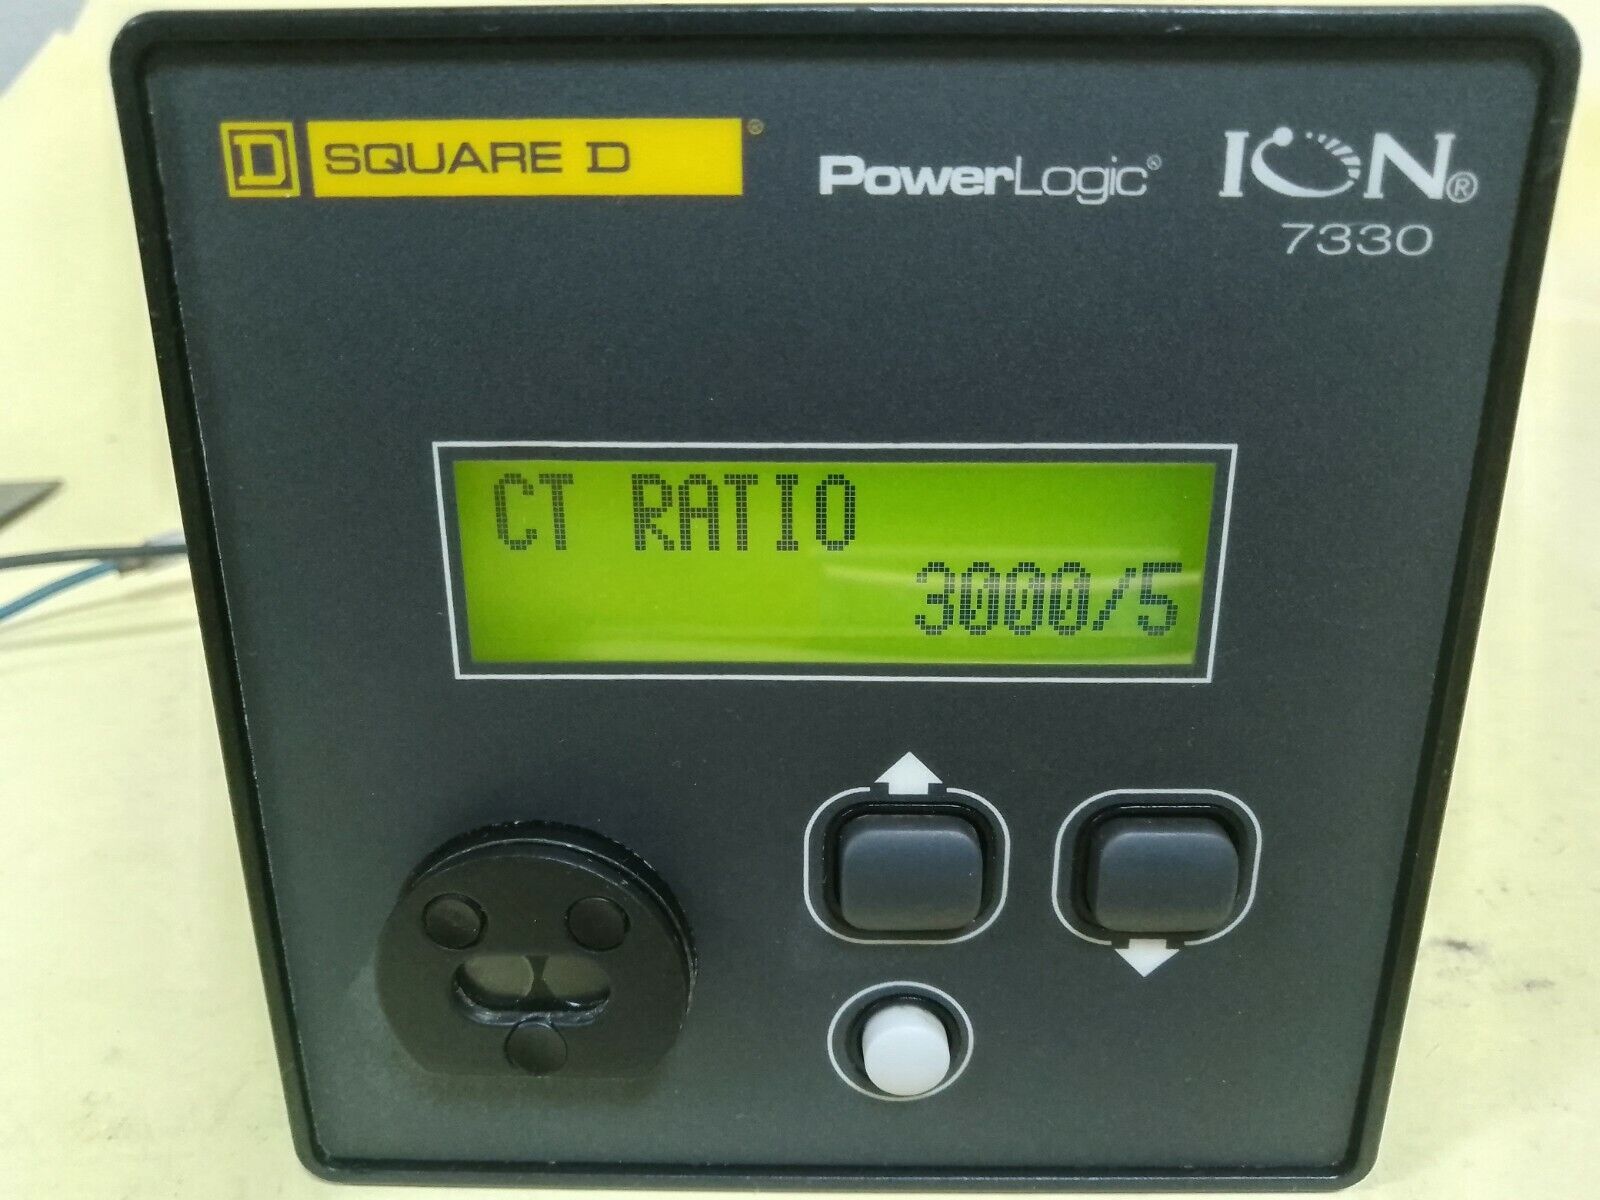 D SQUARE D ®
PowerLogic®
ION®
7330
CT RATIO
3000/5